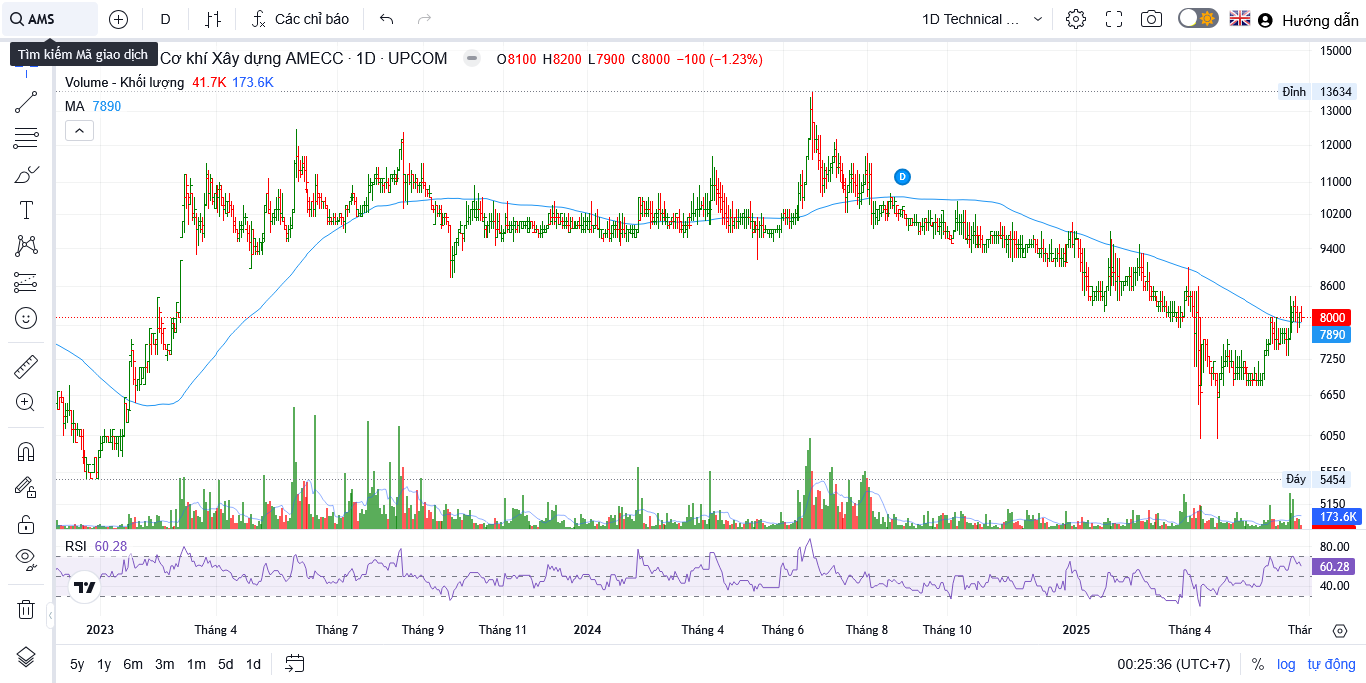 AMS
D
Các chỉ báo
1D Technical ...
Hướng dẫn
Tìm kiếm Mã giao dịch
Cơ khí Xây dựng AMECC · 1D · UPCOM
O8100 H8200 L7900 C8000 −100 (−1.23%)
Volume - Khối lượng 41.7K 173.6K
MA 7890
D
15000
Đỉnh 13634
13000
12000
11000
10200
9400
8600
8000
7890
7250
6650
6050
5550
Đáy 5454
5150
173.6K
RSI 60.28
80.00
60.28
40.00
2023 Tháng 4 Tháng 7 Tháng 9 Tháng 11 2024 Tháng 4 Tháng 6 Tháng 8 Tháng 10 2025 Tháng 4 Thár
5y 1y 6m 3m 1m 5d 1d
00:25:36 (UTC+7) % log tự động